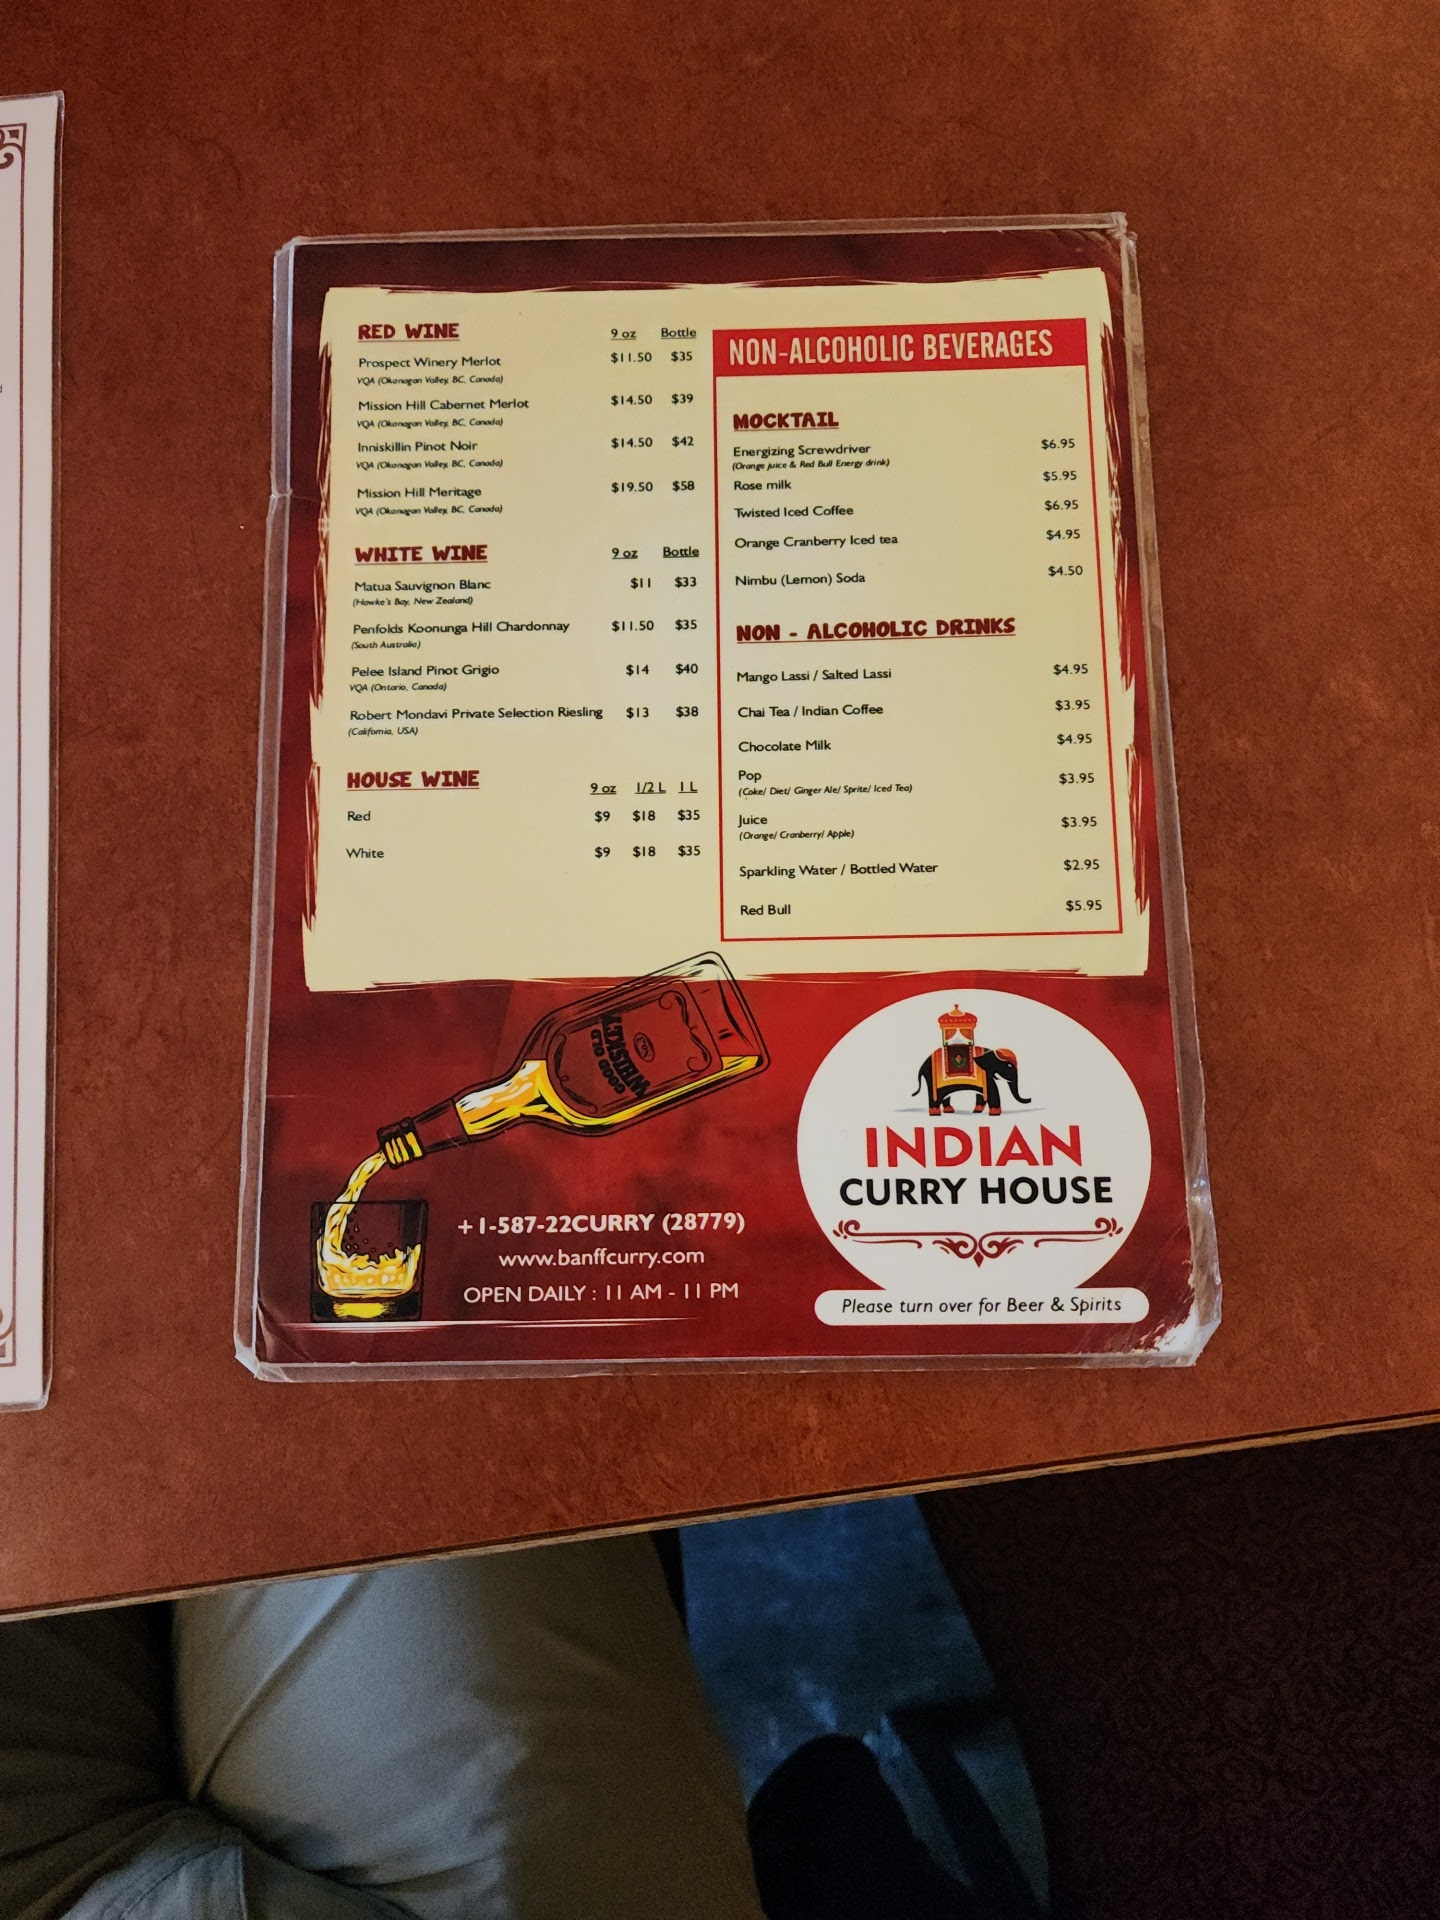 RED WINE 9 oz Bottle
Prospect Winery Merlot $11.50 $35
VQA (Okanagan Valley, BC, Canada)
Mission Hill Cabernet Merlot $14.50 $39
VQA (Okanagan Valley, BC, Canada)
Inniskillin Pinot Noir $14.50 $42
VQA (Okanagan Valley, BC, Canada)
Mission Hill Meritage $19.50 $58
VQA (Okanagan Valley, BC, Canada)
WHITE WINE 9 oz Bottle
Matua Sauvignon Blanc $11 $33
(Hawke's Bay, New Zealand)
Penfolds Koonunga Hill Chardonnay $11.50 $35
(South Australia)
Pelee Island Pinot Grigio $14 $40
VQA (Ontario, Canada)
Robert Mondavi Private Selection Riesling $13 $38
(California, USA)
HOUSE WINE 9 oz 1/2 L 1 L
Red $9 $18 $35
White $9 $18 $35
NON-ALCOHOLIC BEVERAGES
MOCKTAIL
Energizing Screwdriver $6.95
(Orange juice & Red Bull Energy drink)
Rose milk $5.95
Twisted Iced Coffee $6.95
Orange Cranberry Iced tea $4.95
Nimbu (Lemon) Soda $4.50
NON - ALCOHOLIC DRINKS
Mango Lassi / Salted Lassi $4.95
Chai Tea / Indian Coffee $3.95
Chocolate Milk $4.95
Pop $3.95
(Coke/ Diet/ Ginger Ale/ Sprite/ Iced Tea)
Juice $3.95
(Orange/ Cranberry/ Apple)
Sparkling Water / Bottled Water $2.95
Red Bull $5.95
GOOD OLD
WHISKEY
INDIAN
CURRY HOUSE
+1-587-22CURRY (28779)
www.banffcurry.com
OPEN DAILY : 11 AM - 11 PM
Please turn over for Beer & Spirits